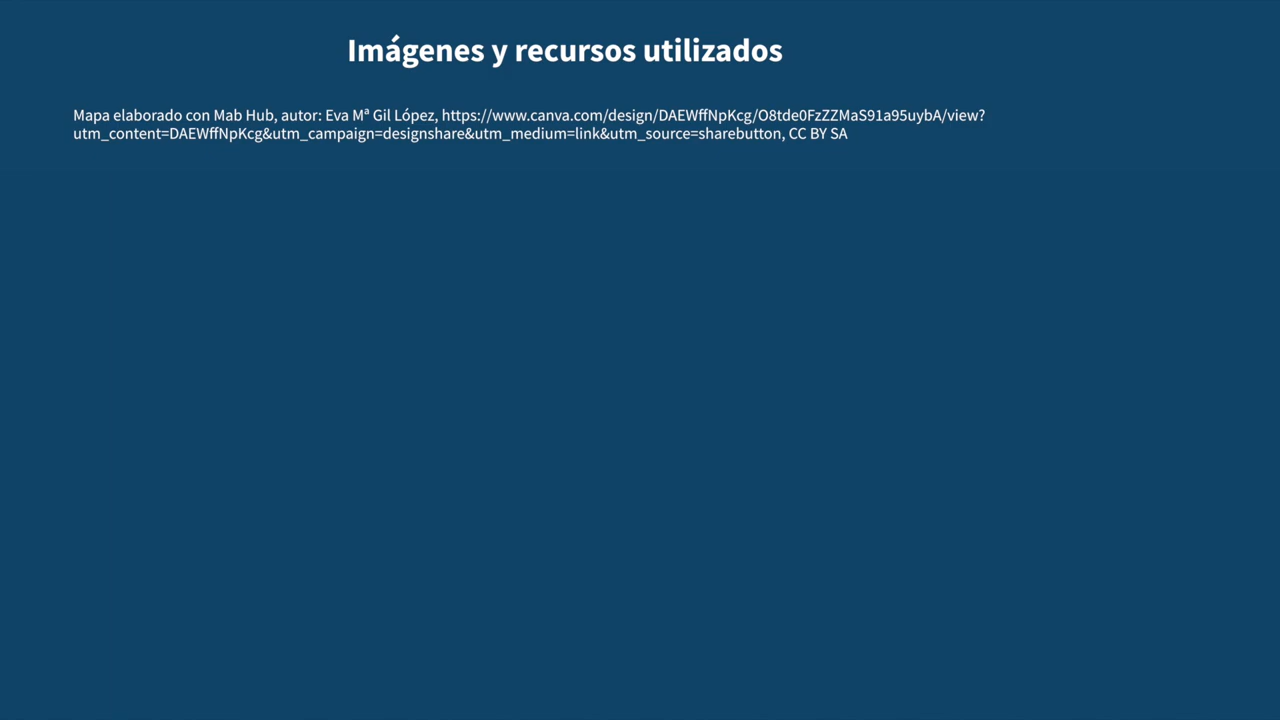 Imágenes y recursos utilizados
Mapa elaborado con Mab Hub, autor: Eva Mª Gil López, https://www.canva.com/design/DAEWffNpKcg/O8tde0FzZZMaS91a95uybA/view?
utm_content=DAEWffNpKcg&utm_campaign=designshare&utm_medium=link&utm_source=sharebutton, CC BY SA